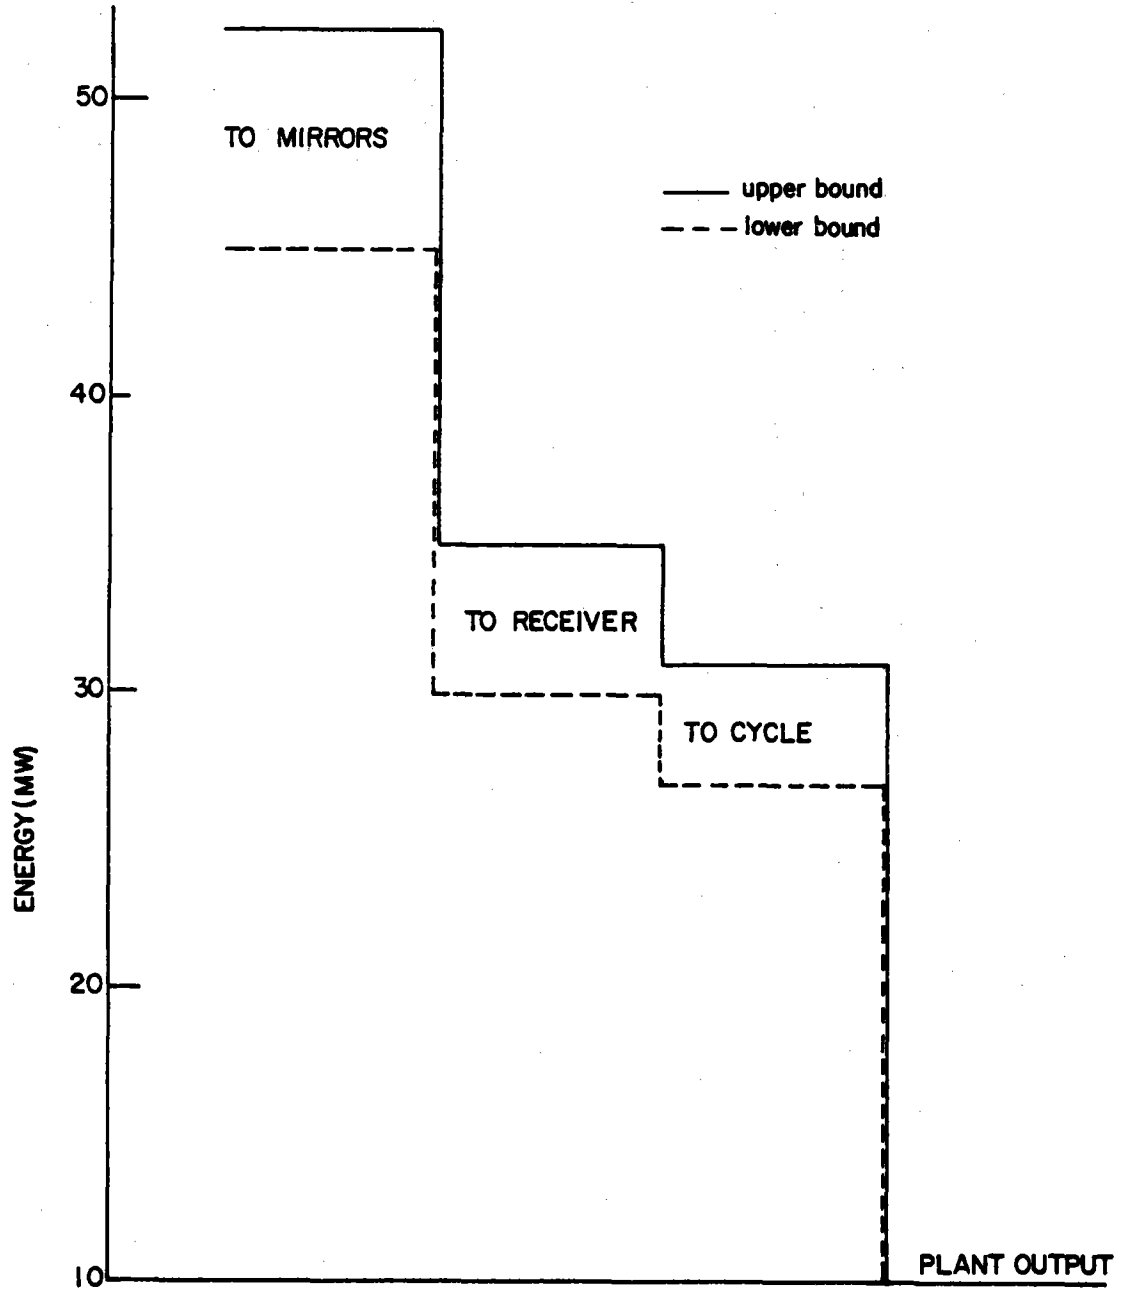 50
TO MIRRORS
upper bound
lower bound
40
TO RECEIVER
30
TO CYCLE
ENERGY (MW)
20
PLANT OUTPUT
10